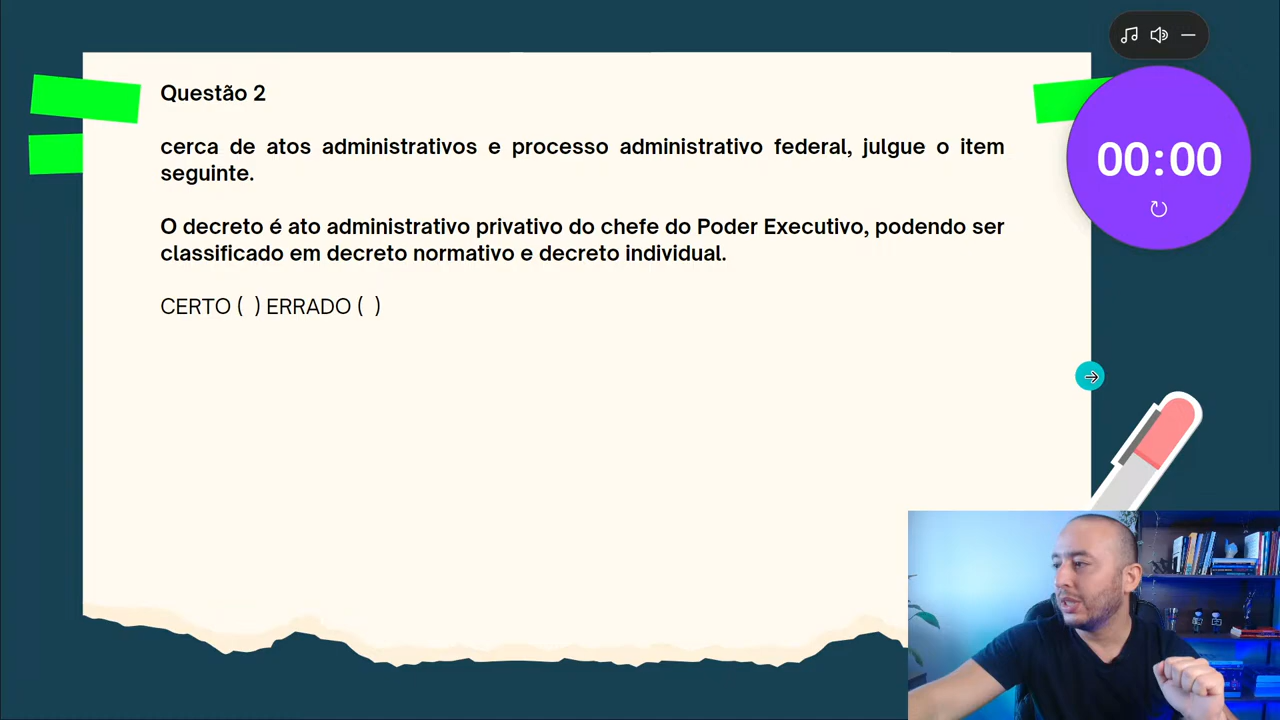 Questão 2
cerca de atos administrativos e processo administrativo federal, julgue o item
seguinte.
O decreto é ato administrativo privativo do chefe do Poder Executivo, podendo ser
classificado em decreto normativo e decreto individual.
CERTO ( ) ERRADO ( )
00:00